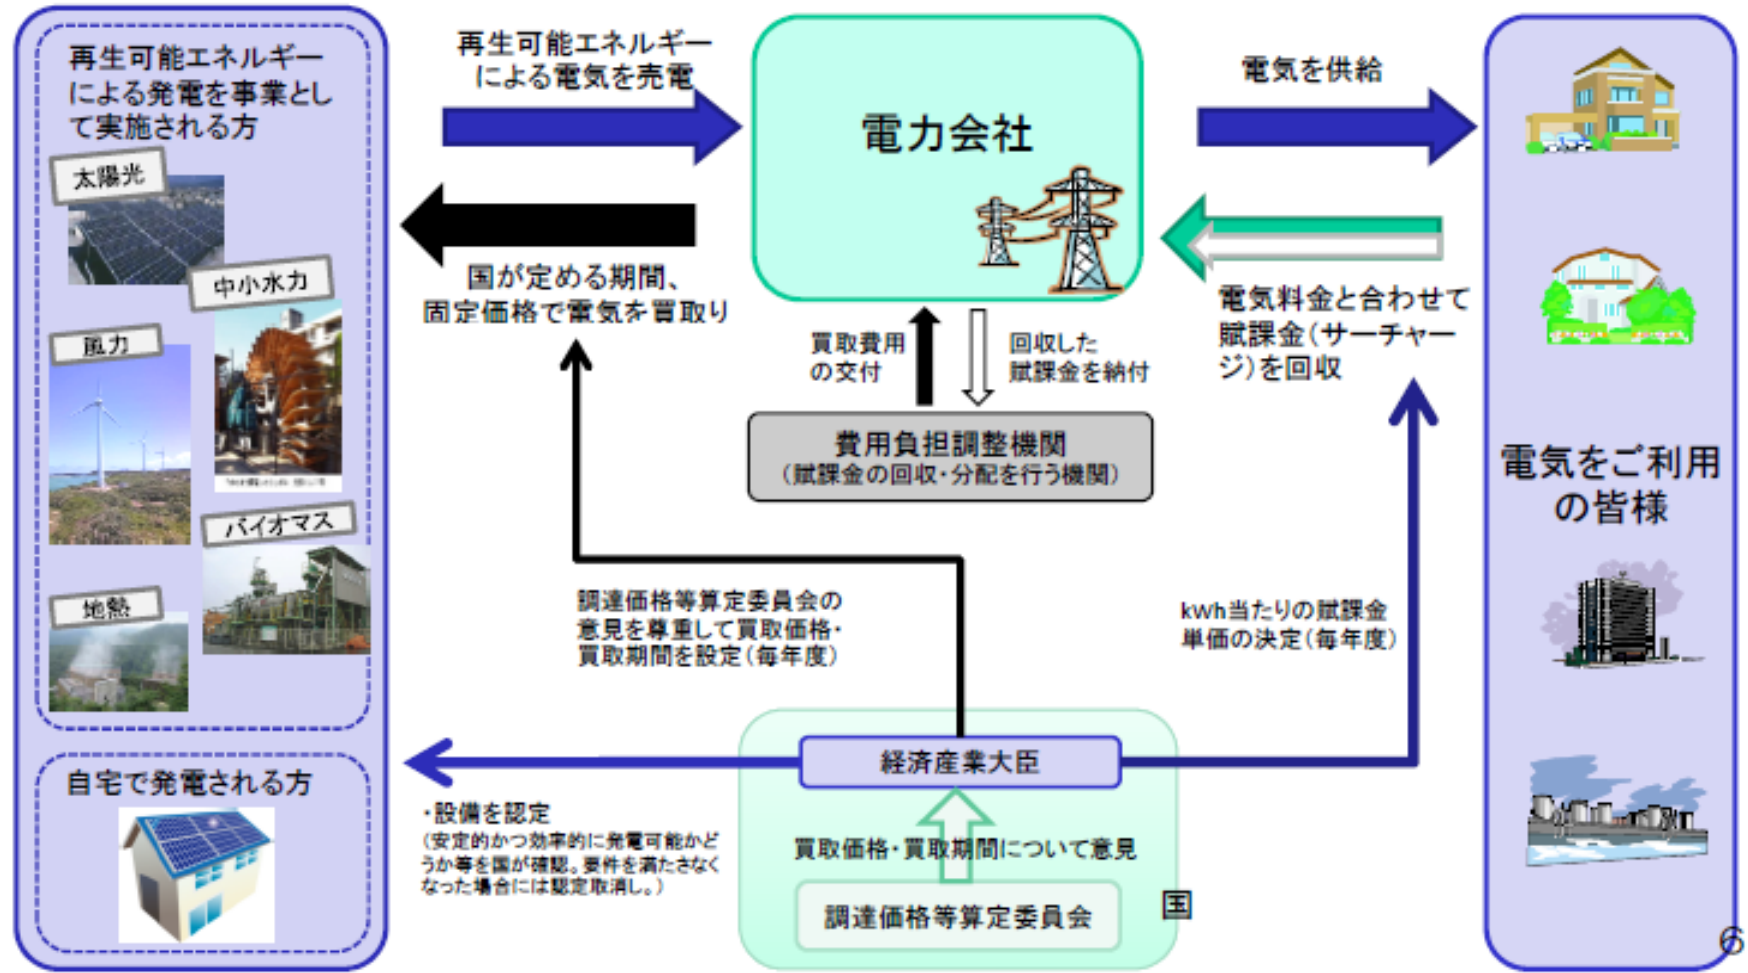 再生可能エネルギー
による発電を事業とし
て実施される方
太陽光
中小水力
風力
バイオマス
地熱
自宅で発電される方
再生可能エネルギー
による電気を売電
国が定める期間、
固定価格で電気を買取り
電力会社
買取費用
の交付
回収した
賦課金を納付
費用負担調整機関
(賦課金の回収・分配を行う機関)
電気を供給
電気料金と合わせて
賦課金(サーチャー
ジ)を回収
電気をご利用
の皆様
調達価格等算定委員会の
意見を尊重して買取価格・
買取期間を設定(毎年度)
kWh当たりの賦課金
単価の決定(毎年度)
経済産業大臣
・設備を認定
(安定的かつ効率的に発電可能かど
うか等を国が確認。要件を満たさなく
なった場合には認定取消し。)
買取価格・買取期間について意見
調達価格等算定委員会
国
6